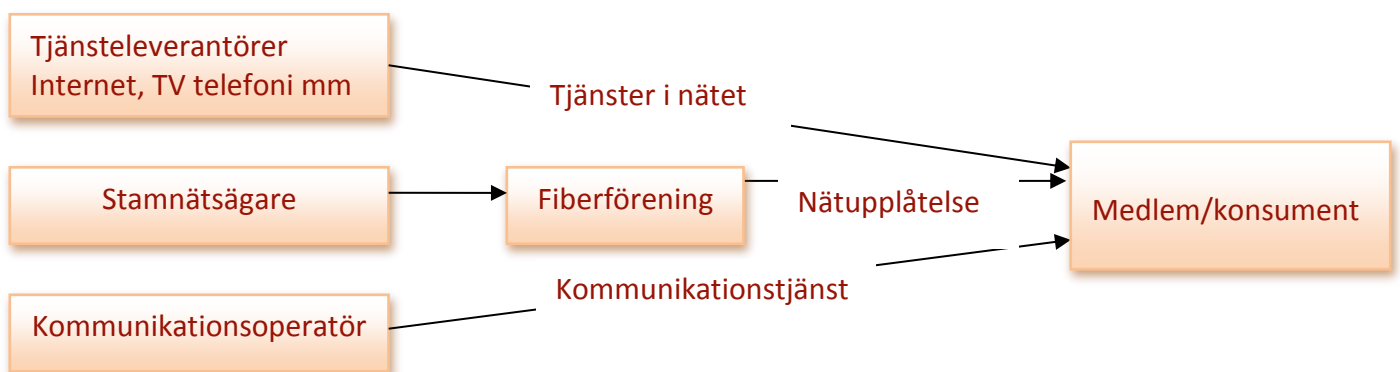 Tjänsteleverantörer
Internet, TV telefoni mm
Tjänster i nätet
Stamnätsägare
Fiberförening
Nätupplåtelse
Medlem/konsument
Kommunikationstjänst
Kommunikationsoperatör